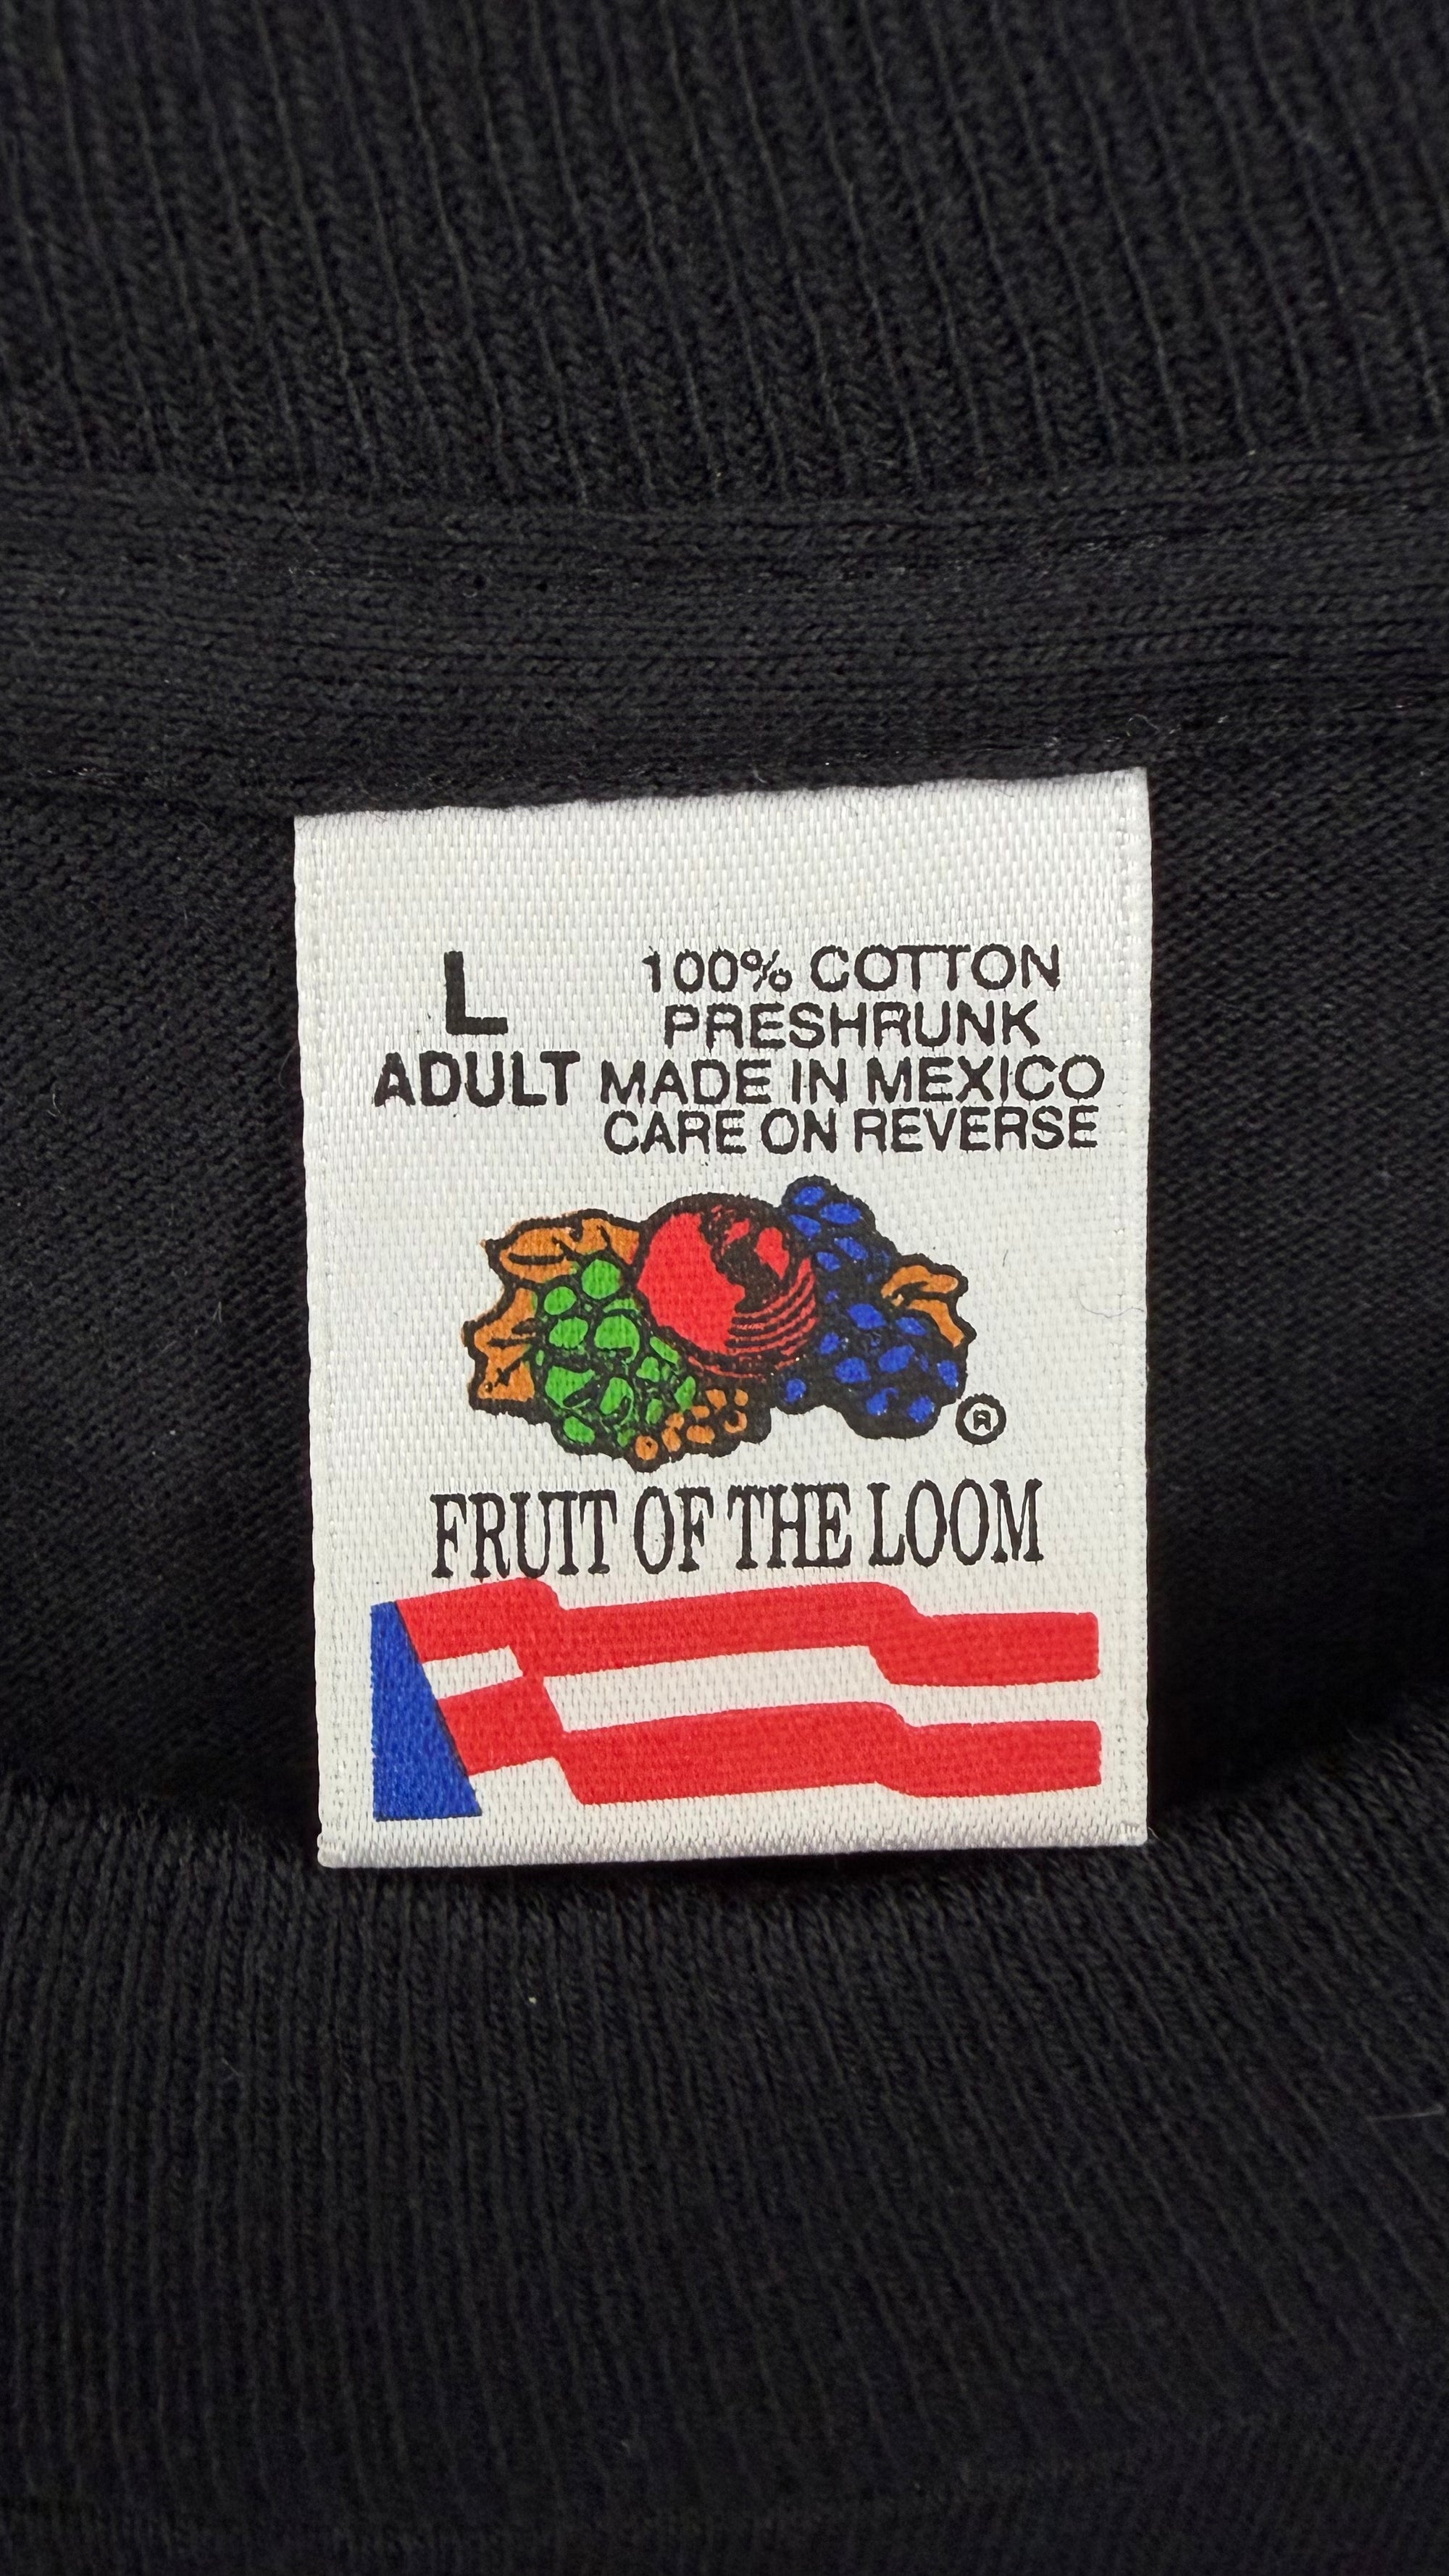 L
ADULT
100% COTTON
PRESHRUNK
MADE IN MEXICO
CARE ON REVERSE
®
FRUIT OF THE LOOM